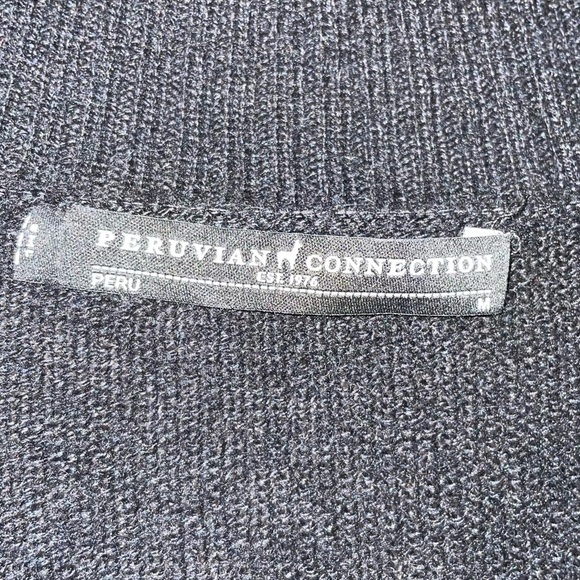 PERUVIAN CONNECTION
EST 1976
PERU
M